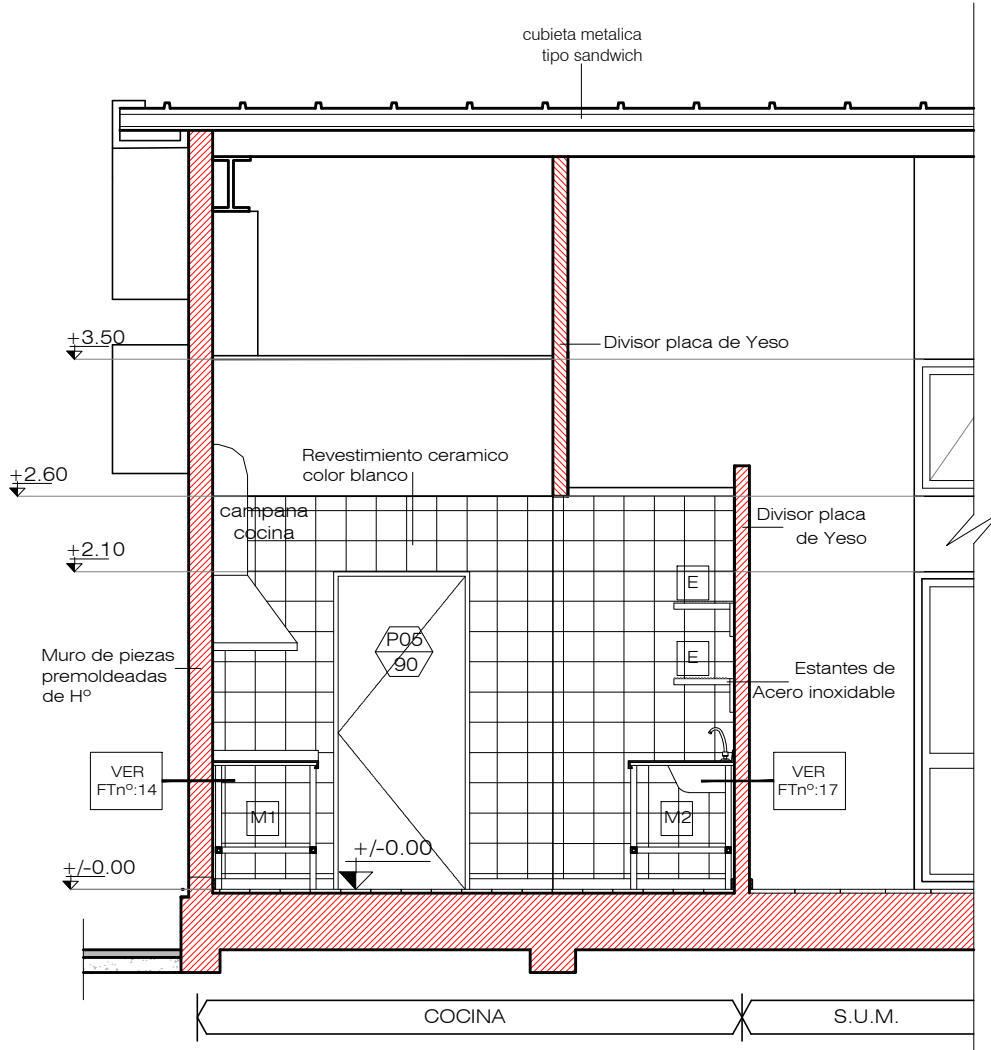 cubieta metalica
tipo sandwich
+3.50
Divisor placa de Yeso
Revestimiento ceramico
color blanco
+2.60
campana
cocina
Divisor placa
de Yeso
+2.10
E
P05
90
E
Muro de piezas
premoldeadas
de Hº
Estantes de
Acero inoxidable
VER
FTnº:14
VER
FTnº:17
M1
M2
+/-0.00
+/-0.00
COCINA
S.U.M.